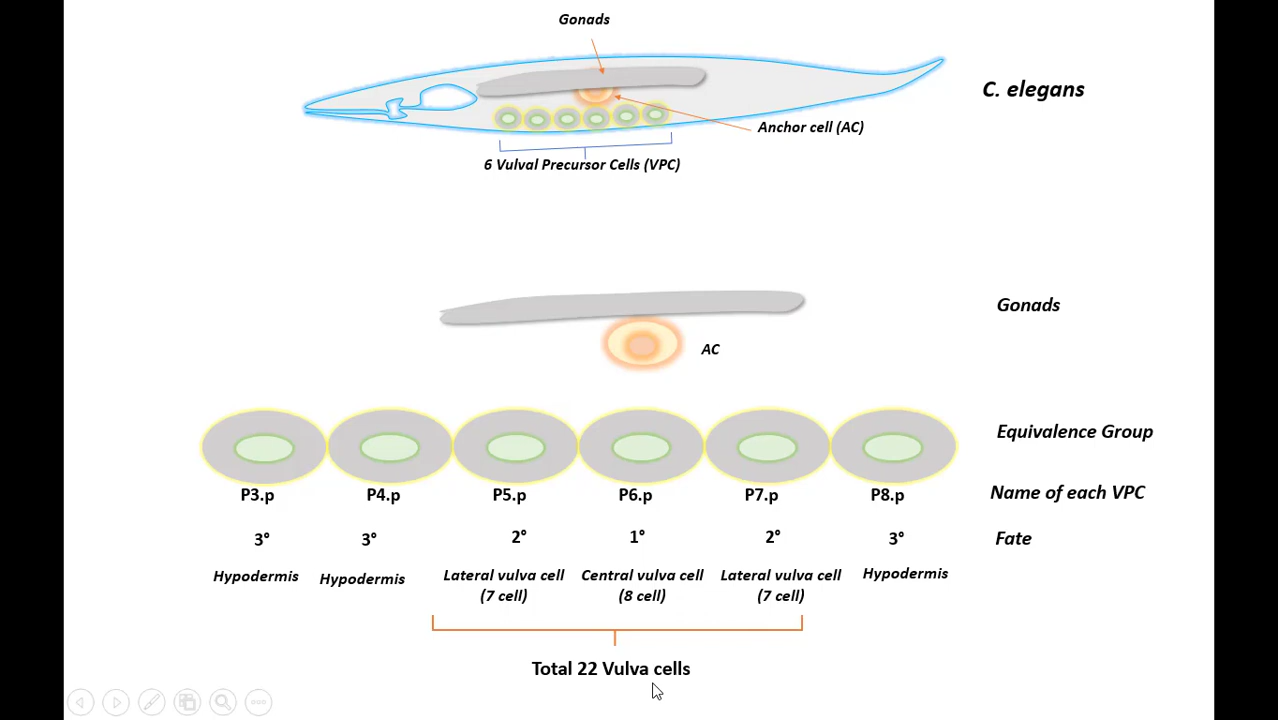 Gonads
C. elegans
Anchor cell (AC)
6 Vulval Precursor Cells (VPC)
Gonads
AC
Equivalence Group
P3.p P4.p P5.p P6.p P7.p P8.p Name of each VPC
3° 3° 2° 1° 2° 3° Fate
Hypodermis Hypodermis Lateral vulva cell Central vulva cell Lateral vulva cell Hypodermis
(7 cell) (8 cell) (7 cell)
Total 22 Vulva cells